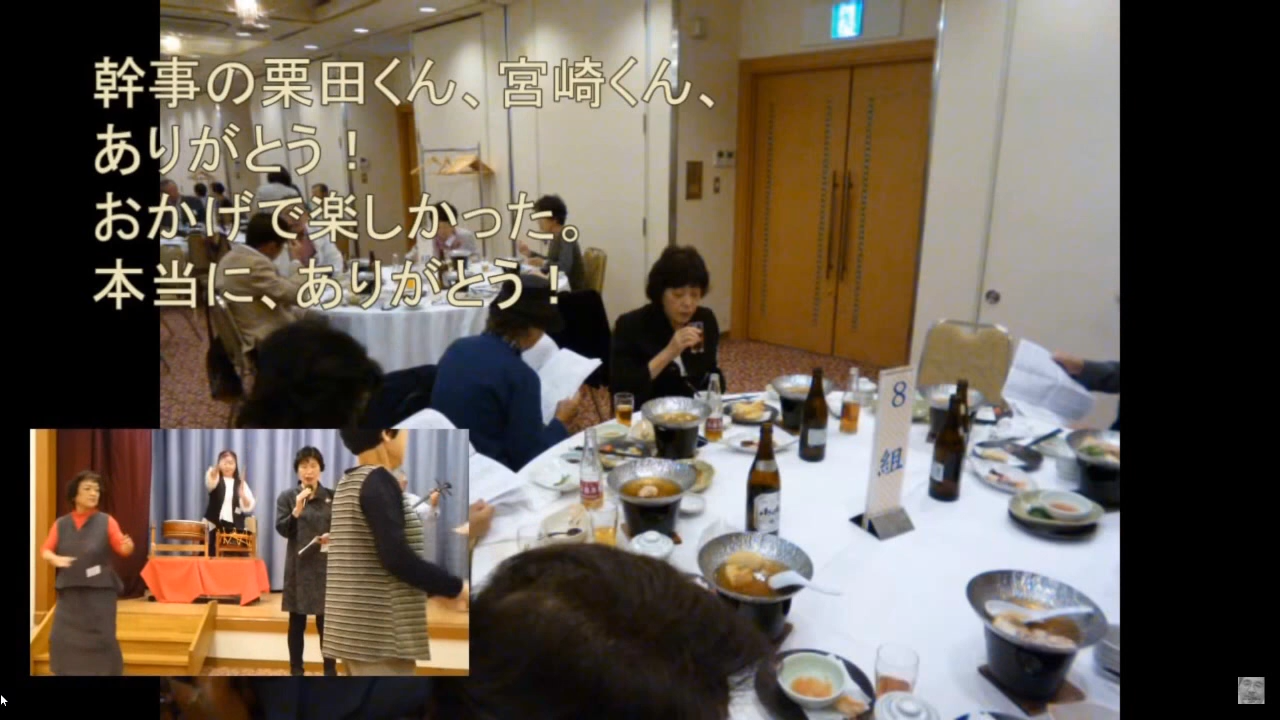 幹事の栗田くん、宮崎くん、
ありがとう！
おかげで楽しかった。
本当に、ありがとう！
8
組